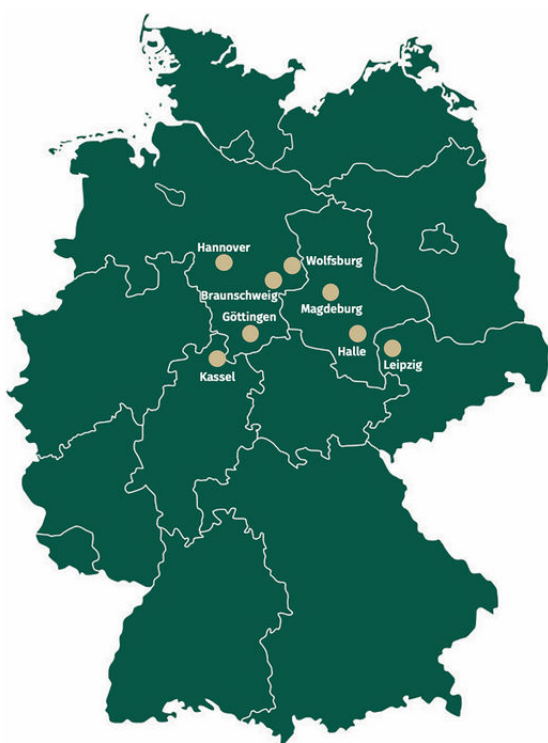 Hannover
Wolfsburg
Braunschweig
Magdeburg
Göttingen
Halle
Leipzig
Kassel